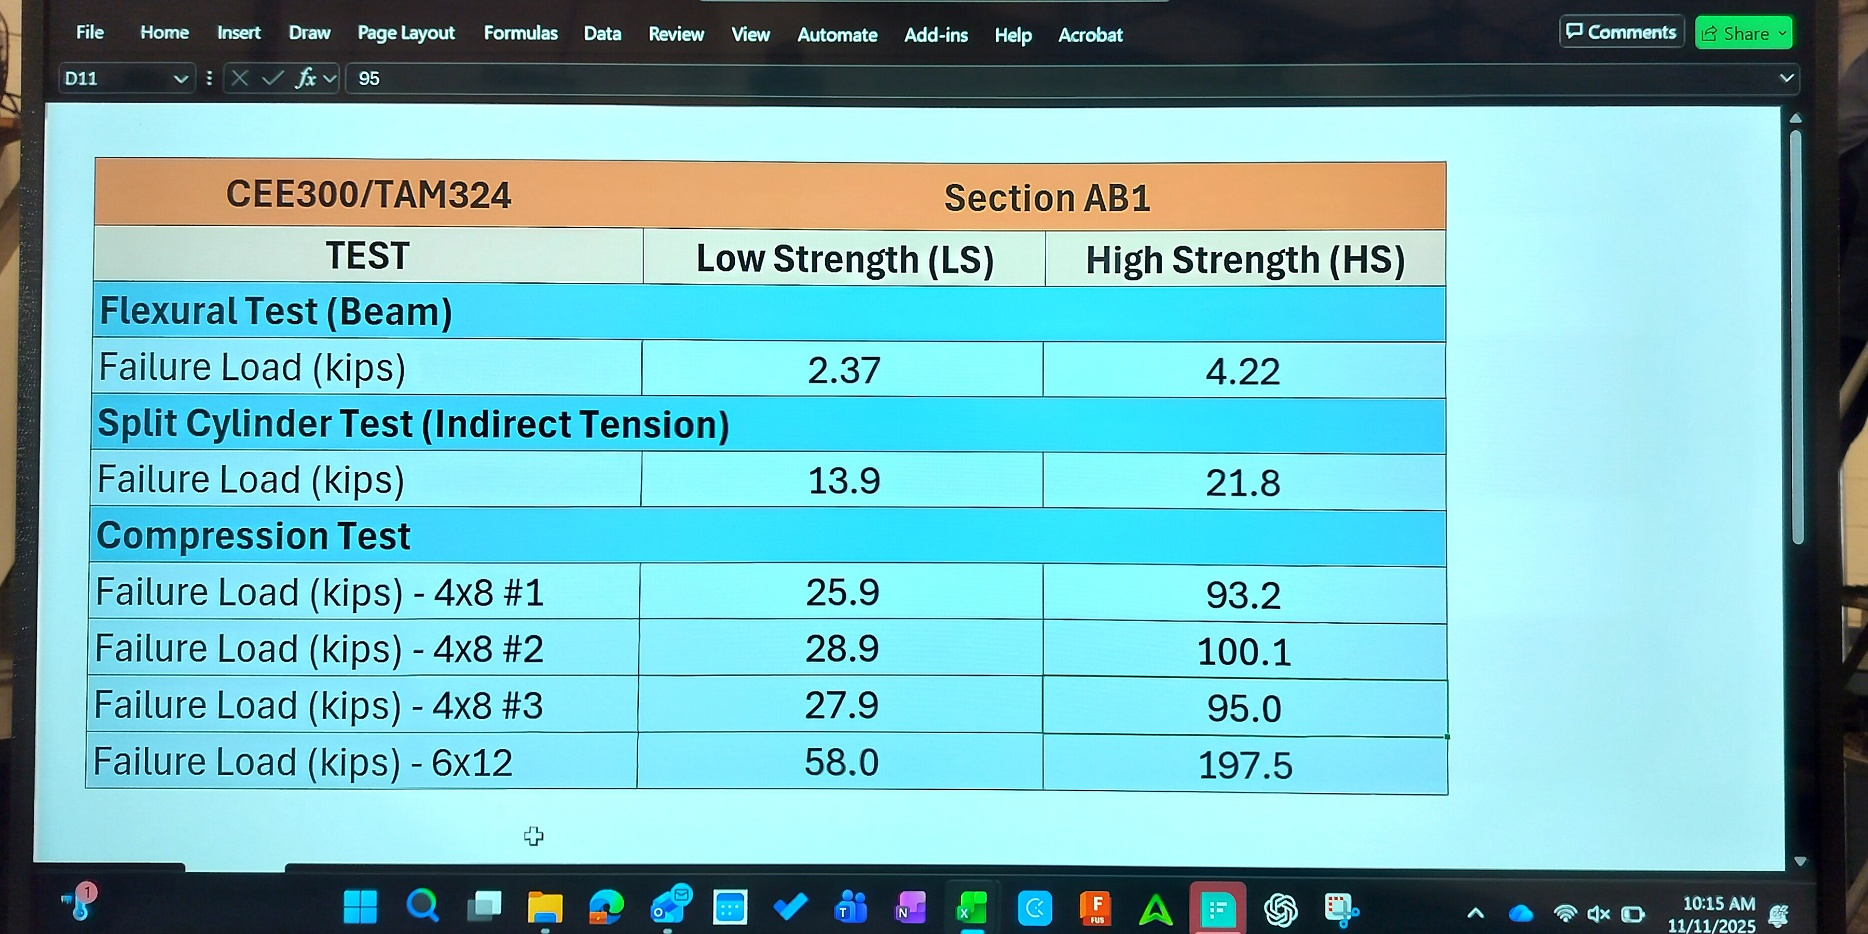 File Home Insert Draw Page Layout Formulas Data Review View Automate Add-ins Help Acrobat Comments Share
D11 fx 95
CEE300/TAM324 Section AB1
TEST Low Strength (LS) High Strength (HS)
Flexural Test (Beam)
Failure Load (kips) 2.37 4.22
Split Cylinder Test (Indirect Tension)
Failure Load (kips) 13.9 21.8
Compression Test
Failure Load (kips) - 4x8 #1 25.9 93.2
Failure Load (kips) - 4x8 #2 28.9 100.1
Failure Load (kips) - 4x8 #3 27.9 95.0
Failure Load (kips) - 6x12 58.0 197.5
1 T N X F FUS 10:15 AM
11/11/2025